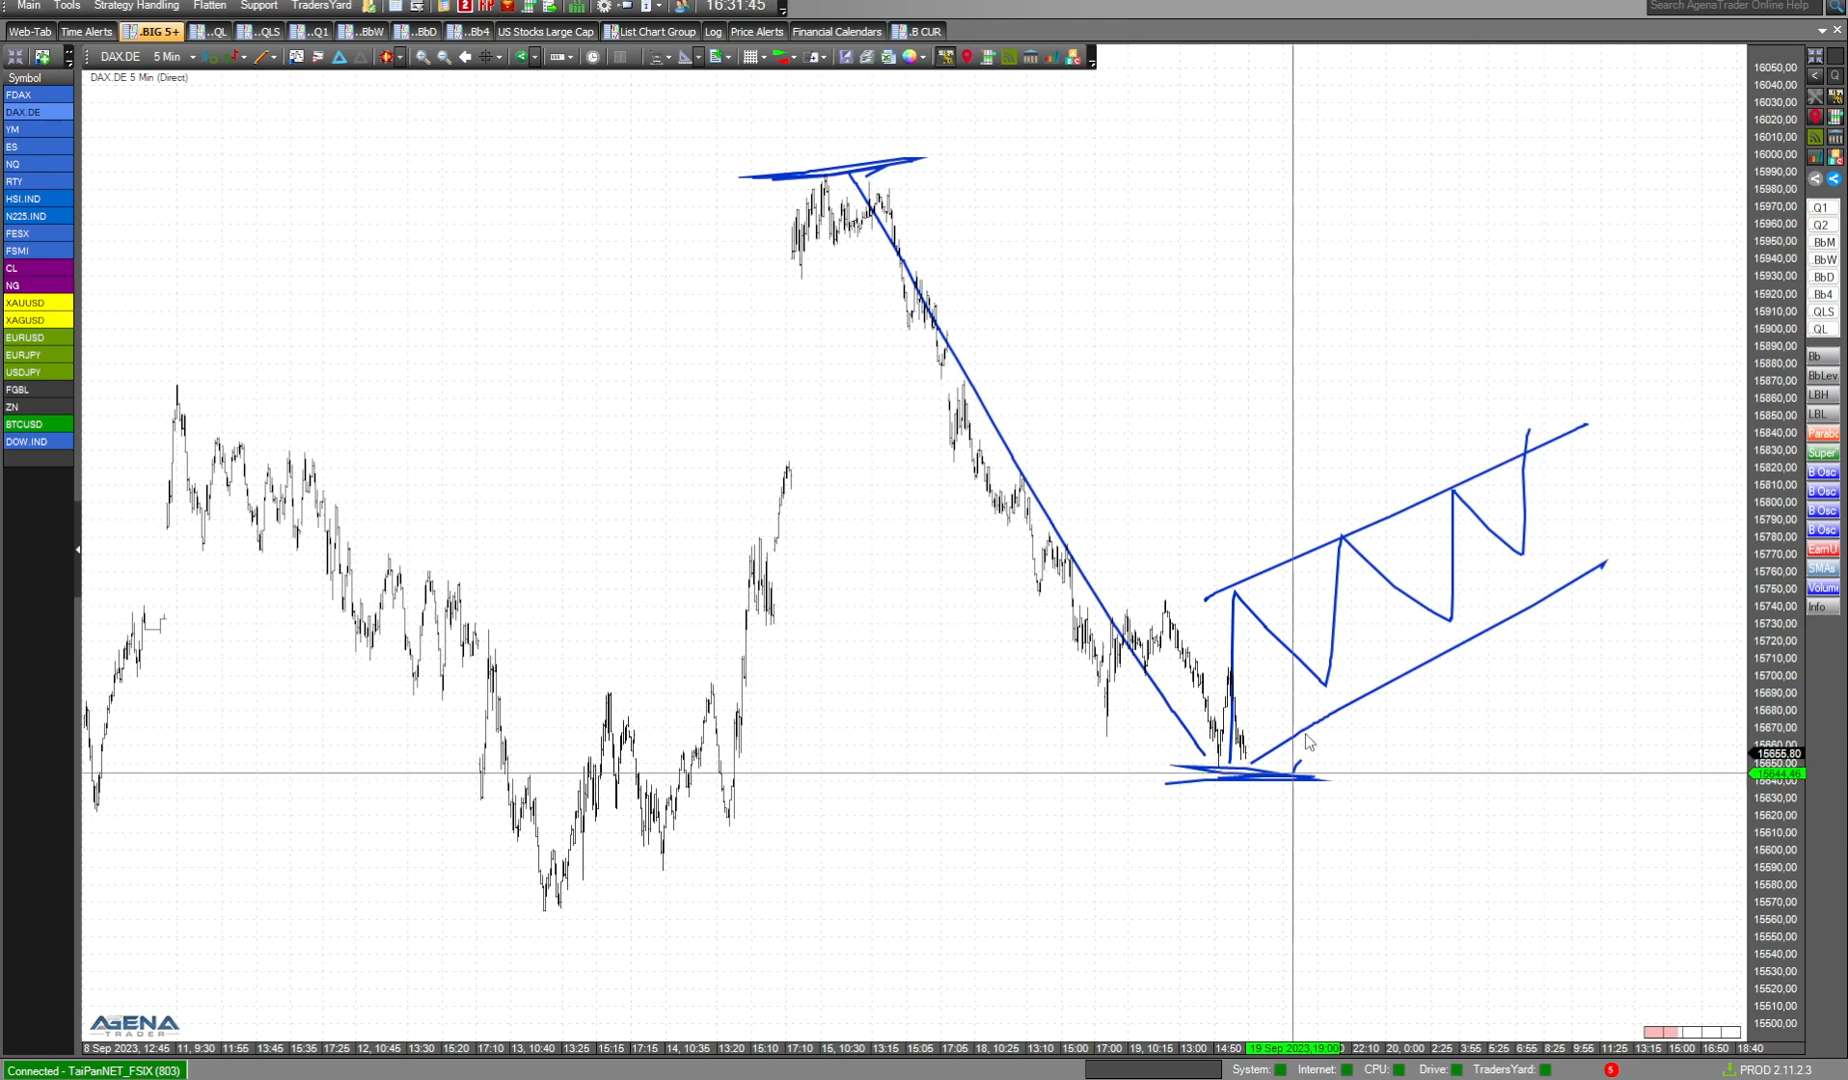 Main Tools Strategy Handling Flatten Support TradersYard 16:31:45 Search AgenaTrader Online Help
Web-Tab Time Alerts .BIG 5+ ..QL ..QLS ..Q1 ..BbW ..BbD ..Bb4 US Stocks Large Cap List Chart Group Log Price Alerts Financial Calendars .B CUR
DAX.DE 5 Min
Symbol
DAX.DE 5 Min (Direct)
FDAX
DAX.DE
YM
ES
NQ
RTY
HSI.IND
N225.IND
FESX
FSMI
CL
NG
XAUUSD
XAGUSD
EURUSD
EURJPY
USDJPY
FGBL
ZN
BTCUSD
DOW.IND
16050,00
16040,00
16030,00
16020,00
16010,00
16000,00
15990,00
15980,00
15970,00
15960,00
15950,00
15940,00
15930,00
15920,00
15910,00
15900,00
15890,00
15880,00
15870,00
15860,00
15850,00
15840,00
15830,00
15820,00
15810,00
15800,00
15790,00
15780,00
15770,00
15760,00
15750,00
15740,00
15730,00
15720,00
15710,00
15700,00
15690,00
15680,00
15670,00
15655,80
15650,00
15644,46
15630,00
15620,00
15610,00
15600,00
15590,00
15580,00
15570,00
15560,00
15550,00
15540,00
15530,00
15520,00
15510,00
15500,00
..Q1
..Q2
..BbM
..BbW
..BbD
..Bb4
..QLS
..QL
Bb
BbLev
LBH
LBL
Parabo
Super
B Osc
B Osc
B Osc
B Osc
EarnU
SMAs
Volume
Info
AGENA
TRADER
8 Sep 2023, 12:45 11, 9:30 11:55 13:45 15:35 17:25 12, 10:45 13:20 15:20 17:10 13, 10:40 13:25 15:15 17:15 14, 10:35 13:20 15:10 17:10 15, 10:30 13:15 15:05 17:05 18, 10:25 13:10 15:00 17:00 19, 10:15 13:00 14:50 19 Sep 2023,19:00 22:10 20, 0:00 2:25 3:55 5:25 6:55 8:25 9:55 11:25 13:15 15:00 16:50 18:40
Connected - TaiPanNET_FSIX (803) System: Internet: CPU: Drive: TradersYard: 5 PROD 2.11.2.3